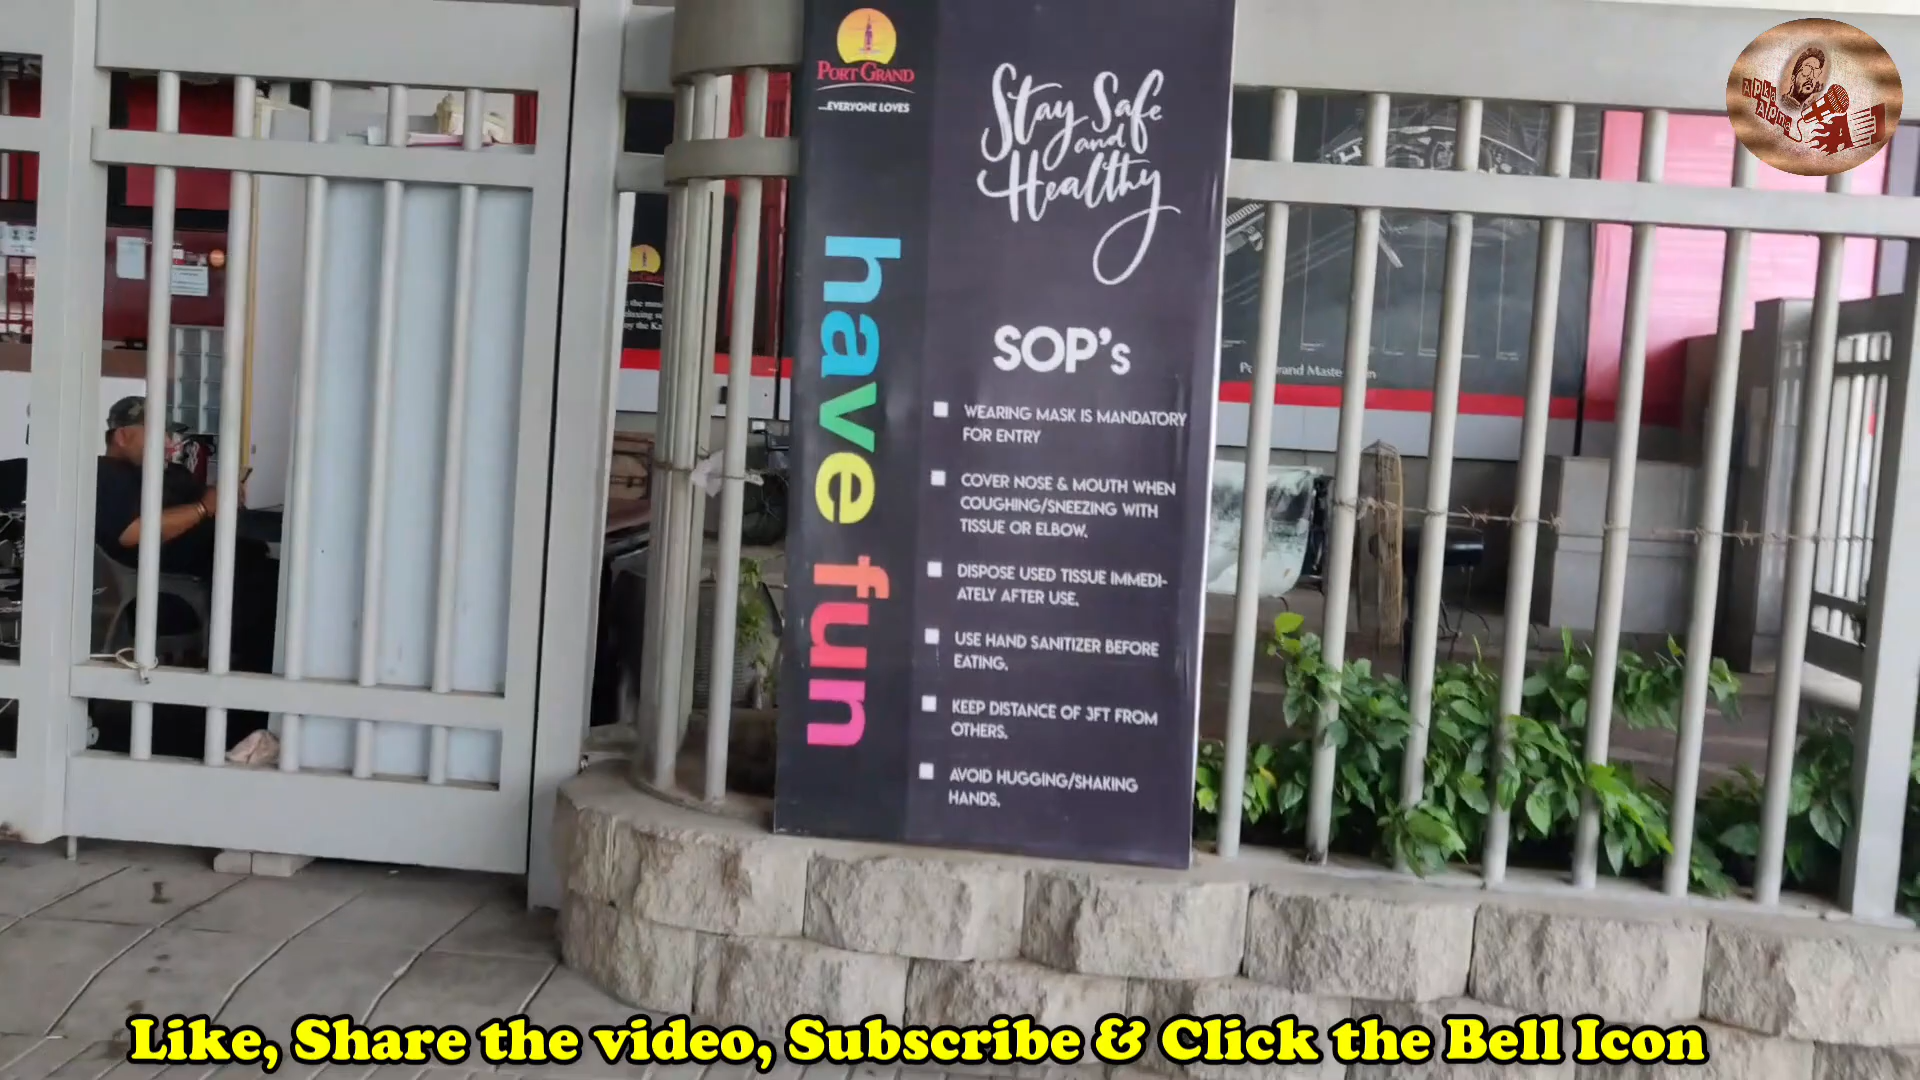 PORT GRAND
...EVERYONE LOVES
Stay Safe
and
Healthy
have fun
SOP's
WEARING MASK IS MANDATORY
FOR ENTRY
COVER NOSE & MOUTH WHEN
COUGHING/SNEEZING WITH
TISSUE OR ELBOW.
DISPOSE USED TISSUE IMMEDI-
ATELY AFTER USE.
USE HAND SANITIZER BEFORE
EATING.
KEEP DISTANCE OF 3FT FROM
OTHERS.
AVOID HUGGING/SHAKING
HANDS.
Like, Share the video, Subscribe & Click the Bell Icon